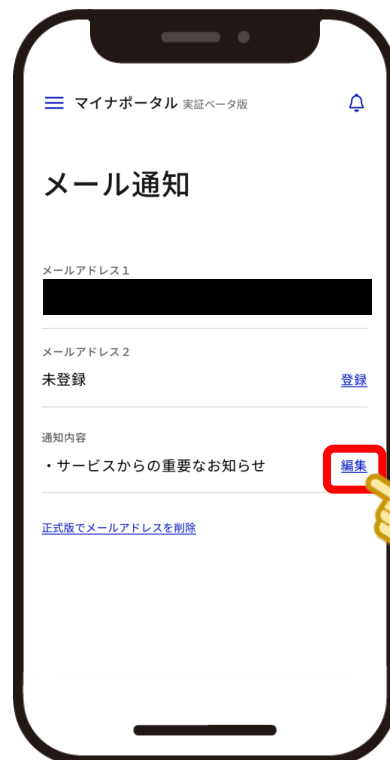 マイナポータル 実証ベータ版
メール通知
メールアドレス１
メールアドレス２
未登録 登録
通知内容
・サービスからの重要なお知らせ 編集
正式版でメールアドレスを削除